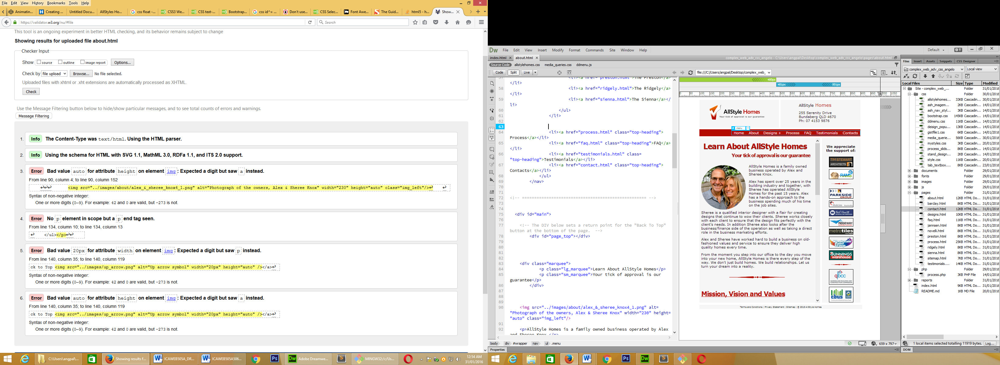 File Edit View History Bookmarks Tools Help
Animatin... Creating ... Untitled Docu... AllStyles Ho... css float -... CSS3 We... CSS text-... Bootstrap... css id^= ... Don't use... CSS Selec... Font Awe... The Guid... html5 - h... Show...
https://validator.w3.org/nu/#file
Search
This tool is an ongoing experiment in better HTML checking, and its behavior remains subject to change
Showing results for uploaded file about.html
Checker Input
Show source outline image report Options...
Check by file upload Browse... No file selected.
Uploaded files with xhtml or .xht extensions are automatically processed as XHTML.
Check
Use the Message Filtering button below to hide/show particular messages, and to see total counts of errors and warnings.
Message Filtering
1. Info The Content-Type was text/html. Using the HTML parser.
2. Info Using the schema for HTML with SVG 1.1, MathML 3.0, RDFa 1.1, and ITS 2.0 support.
3. Error Bad value auto for attribute height on element img: Expected a digit but saw a instead.
From line 90, column 4; to line 90, column 152
↩↩↩ <img src="../images/about/alex_&_sheree_knox4_1.png" alt="Photograph of the owners, Alex & Sheree Knox" width="230" height="auto" class="img_left"/>↩ ↩
Syntax of non-negative integer:
One or more digits (0–9). For example: 42 and 0 are valid, but -273 is not.
4. Error No p element in scope but a p end tag seen.
From line 134, column 10; to line 134, column 13
↩ </ul></p>↩↩
5. Error Bad value 20px for attribute width on element img: Expected a digit but saw p instead.
From line 140, column 35; to line 140, column 119
ck to Top <img src="../images/up_arrow.png" alt="Up arrow symbol" width="20px" height="auto" /></a>↩
Syntax of non-negative integer:
One or more digits (0–9). For example: 42 and 0 are valid, but -273 is not.
6. Error Bad value auto for attribute height on element img: Expected a digit but saw a instead.
From line 140, column 35; to line 140, column 119
ck to Top <img src="../images/up_arrow.png" alt="Up arrow symbol" width="20px" height="auto" /></a>↩
Syntax of non-negative integer:
One or more digits (0–9). For example: 42 and 0 are valid, but -273 is not.
C:\Users\angpal\... Showing results f... ICAWEB505A_DR... ICAWEB505A506... Ps Dw Adobe Dreamwe... MINGW32:/c/Us... 12:54 AM
31/01/2016
Dw File Edit View Insert Modify Format Commands Site Window Help Default
index.html about.html complex_web_adv_css_angelo - C:\Users\angpal\Desktop\complex_web_adv_css_angelo\pages\about.html
Source Code allstylehomes.css media_queries.css ddmenu.js
Code Split Live file:///C|/Users/angpal/Desktop/complex_web_
57 <li><a href="preston.html">The Preston</a>
</li>
58 <li><a href="ridgely.html">The Ridgely</a>
</li>
59 <li><a href="sienna.html">The Sienna</a></
li>
60 </ul>
61 </li>
62
63
64 <li><a href="process.html" class="top-heading">
Process</a></li>
65 <li><a href="faq.html" class="top-heading">FAQ</a>
</li>
66 <li><a href="testimonials.html" class=
"top-heading">Testimonials</a></li>
67 <li><a href="contact.html" class="top-heading">
Contacts</a></li>
68 </ul>
69 </nav>
70
71
72 <!-- =================================================== -->
73
74
75 <div id="main">
76
77 <!-- The DIV below sets a return point for the "Back To Top"
button at the bottom of the page. -->
78 <div id="page_top"></div>
79
80
81
82
83 <div class="marquee">
84 <p class="lg_marquee">Learn About AllStyle Homes</p>
85 <p class="sm_marquee">Your tick of approval is our
guarantee</p>
86 </div>
87
88
89
90 <img src="../images/about/alex_&_sheree_knox4_1.png" alt=
"Photograph of the owners, Alex & Sheree Knox" width="230" height=
"auto" class="img_left"/>
91
92 <p>AllStyle Homes is a family owned business operated by Alex
and Sheree Knox.</p>
body div #wrapper nav ul .menu 659 x 797
Properties
480px
481px 801px
0 50 100 150 200 250 300 350 400 450 500 550 600 650 700 750 800 850 900 950 1000 1050
AllStyle Homes
Your tick of approval is our guarantee
AllStyle Homes
255 Serenity Drive
Bundaberg QLD 4670
Ph: 07 4153 9876
ul .menu +
Home About Designs + Process FAQ Testimonials Contacts
Learn About AllStyle Homes
Your tick of approval is our guarantee
AllStyle Homes is a family owned
business operated by Alex and
Sheree Knox.
Alex has spent over 25 years in the
building industry and together, with
Sheree has operated AllStyle
Homes for the past 15 years. Alex
has a hands-on approach to the
business spending much of his time
on the job sites.
Sheree is a qualified interior designer with a flair for creating
designs that continue to wow their clients. Sheree works closely
with each client to ensure that the design fits perfectly with the
client's needs. In addition Sheree also looks after the
business/finance side of the operation as well as taking a direct
role in the business marketing efforts.
Alex and Sheree have worked hard to build a business on old-
fashioned values and service to ensure they deliver high
quality homes every time.
From the moment you step into our office to the day you move
into your new home, AllStyle Homes is there every step of the
way. We don't just build homes. We build relationships. Let us
turn your dream into a reality.
Mission, Vision and Values
We appreciate
the support of:
TIM STEWART
ARCHITECTS
RAMS
PARKSIDE
GROUP
Holcim Australia
Neil Hewitt
RIDGEWAY
metrotiles
Wholesale
Paint
Group
BUNNINGS
warehouse
qbcc
cbus
Terms and Conditions | Privacy Statement | Sitemap | © 2015 AllStyle Homes
Files Insert Assets Snippets CSS Designer
complex_web_adv_css_angelo Local view
Local Files Size Type Modified
Site - complex_web_... Folder 31/01/2016
css Folder 30/01/2016
allstylehomes... 33KB Cascadin... 30/01/2016
ash_imagem... 2KB Cascadin... 14/01/2016
ash_nav_styl... 3KB Cascadin... 14/01/2016
bootstrap.css 145KB Cascadin... 14/01/2016
ddmenu.css 11KB Cascadin... 14/01/2016
deisign_popu... 13KB Cascadin... 14/01/2016
gistfile1.css 6KB Cascadin... 14/01/2016
media_querie... 56KB Cascadin... 30/01/2016
mystyles.css 3KB Cascadin... 20/01/2016
process_slids... 8KB Cascadin... 14/01/2016
stand_design... 2KB Cascadin... 14/01/2016
style.css 11KB Cascadin... 20/01/2016
tab_textbox.... 8KB Cascadin... 23/01/2016
documents Folder 29/01/2016
fonts Folder 29/01/2016
images Folder 29/01/2016
js Folder 29/01/2016
pages Folder 31/01/2016
about.html 12KB HTML Do... 31/01/2016
barclay.html 8KB HTML Do... 31/01/2016
contact.html 12KB HTML Do... 31/01/2016
designs.html 10KB HTML Do... 31/01/2016
faq.html 11KB HTML Do... 31/01/2016
jannsen.html 8KB HTML Do... 31/01/2016
novelli.html 8KB HTML Do... 31/01/2016
preston.html 8KB HTML Do... 31/01/2016
process.html 25KB HTML Do... 31/01/2016
ridgely.html 8KB HTML Do... 31/01/2016
sienna.html 8KB HTML Do... 31/01/2016
sitemap.html 7KB HTML Do... 31/01/2016
testimonials.... 14KB HTML Do... 31/01/2016
php Folder 29/01/2016
process.php 3KB PHP File 14/01/2016
reports Folder 31/01/2016
index.html 9KB HTML Do... 31/01/2016
README.md 1KB MD File 20/01/2016
1 local items selected totalling 11919 bytes. Log...
DOM
Ps Dw